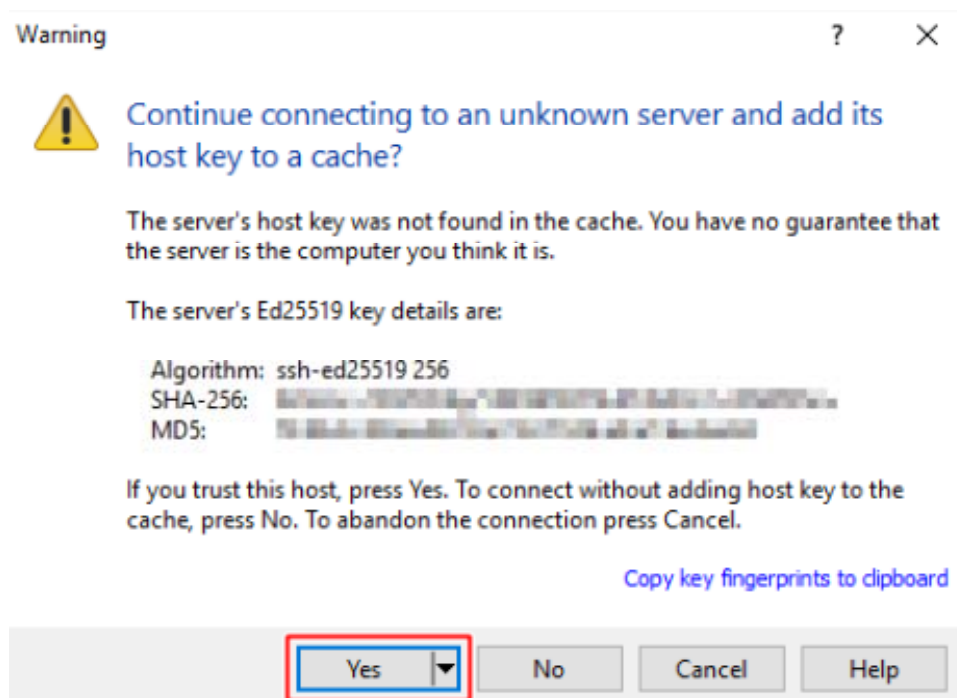 Warning
?
Continue connecting to an unknown server and add its
host key to a cache?
The server's host key was not found in the cache. You have no guarantee that
the server is the computer you think it is.
The server's Ed25519 key details are:
Algorithm: ssh-ed25519 256
SHA-256:
MD5:
If you trust this host, press Yes. To connect without adding host key to the
cache, press No. To abandon the connection press Cancel.
Copy key fingerprints to clipboard
Yes No Cancel Help